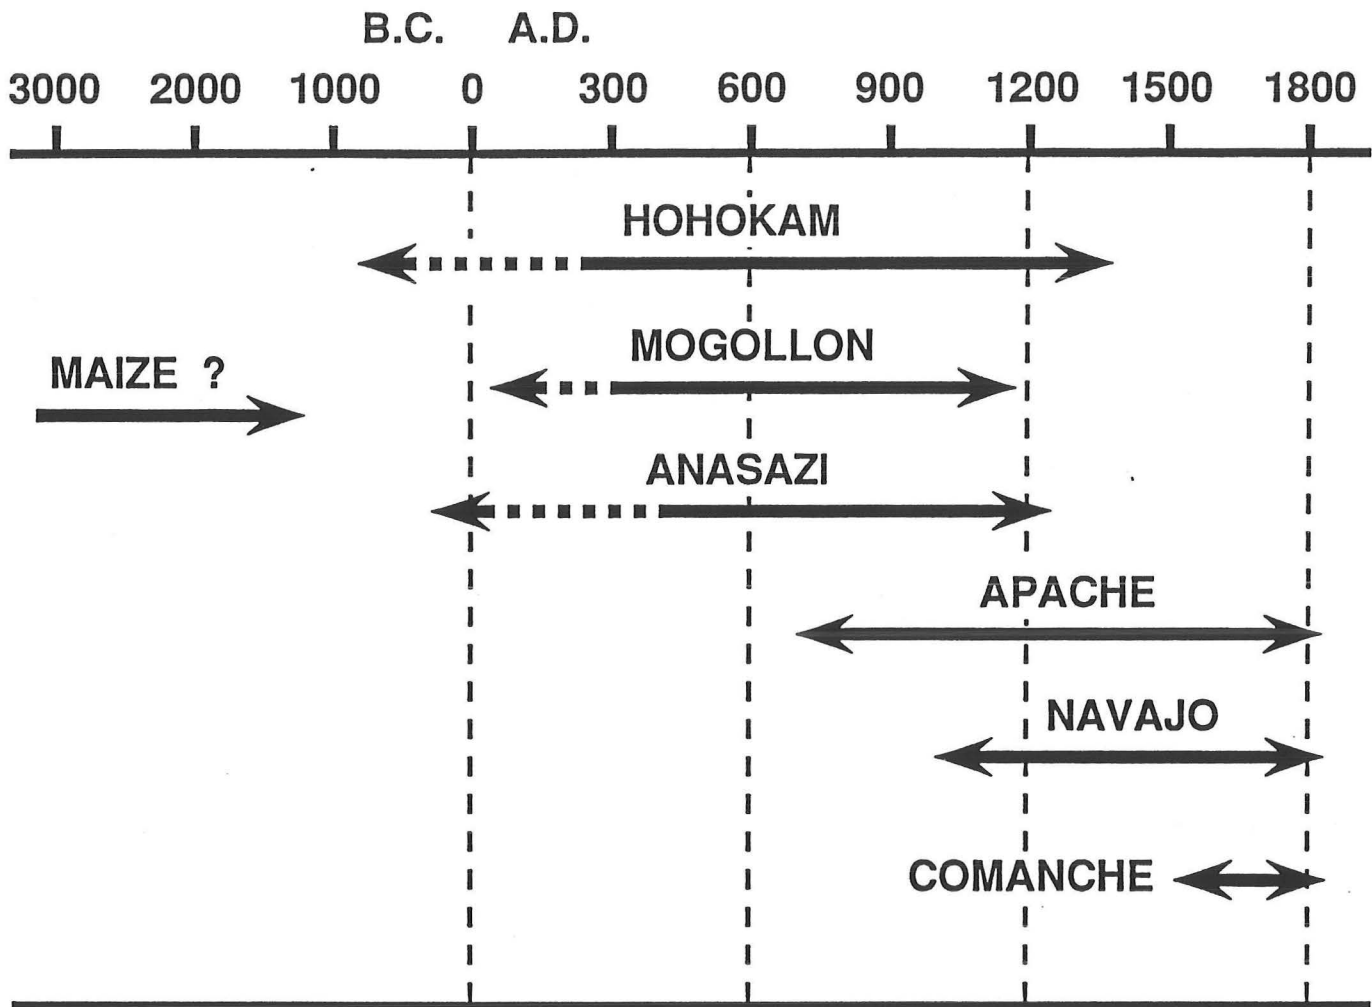 B.C. A.D.
3000 2000 1000 0 300 600 900 1200 1500 1800
HOHOKAM
MOGOLLON
MAIZE ?
ANASAZI
APACHE
NAVAJO
COMANCHE